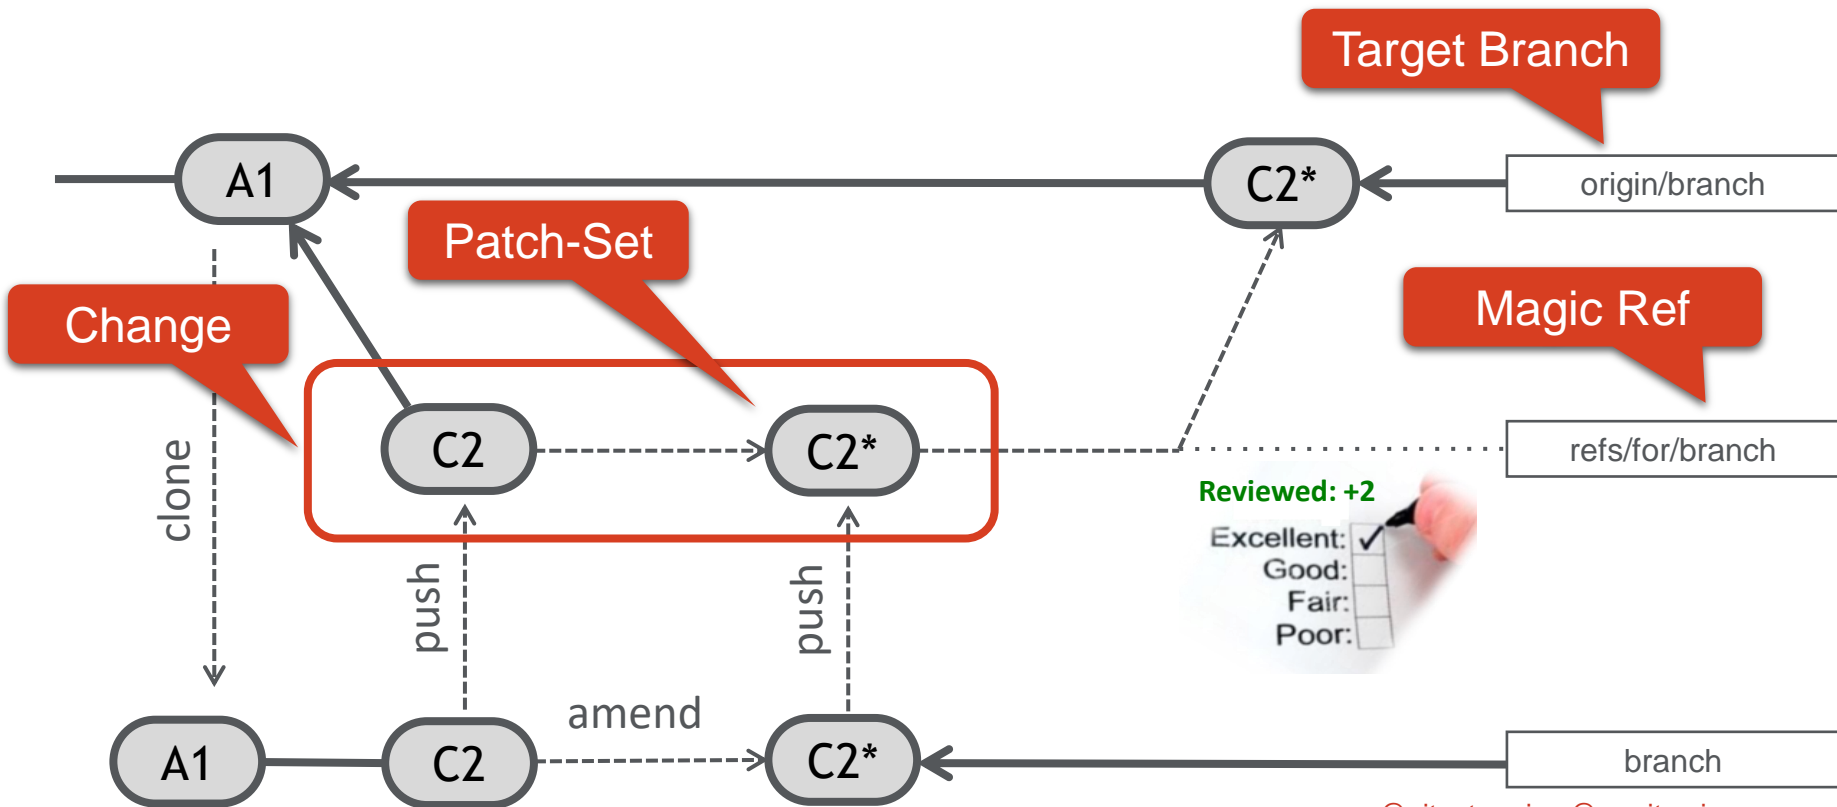 Target Branch
A1
C2*
origin/branch
Patch-Set
Change
Magic Ref
C2
C2*
refs/for/branch
clone
Reviewed: +2
Excellent:
Good:
Fair:
Poor:
push
push
amend
A1
C2
C2*
branch